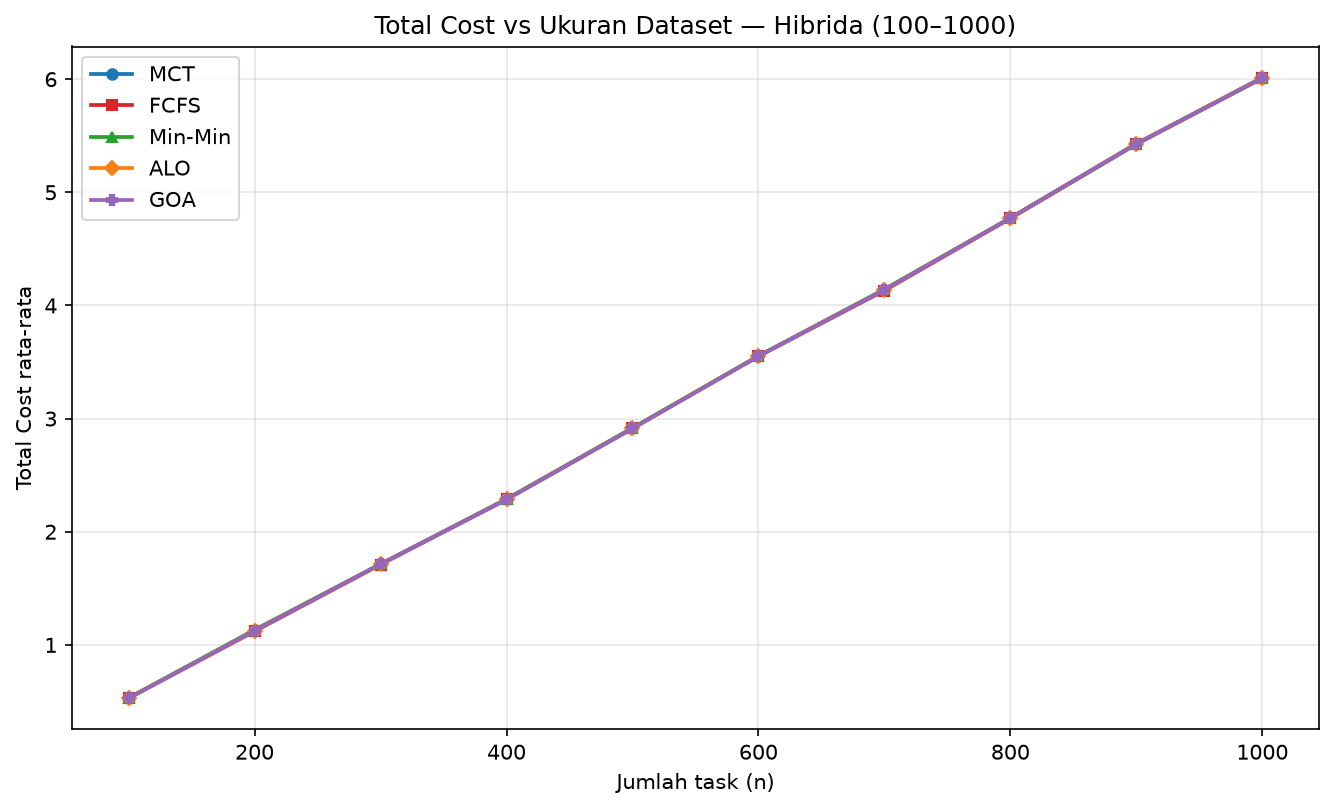 Total Cost vs Ukuran Dataset — Hibrida (100–1000)
MCT
FCFS
Min-Min
ALO
GOA
Total Cost rata-rata
6
5
4
3
2
1
200 400 600 800 1000
Jumlah task (n)